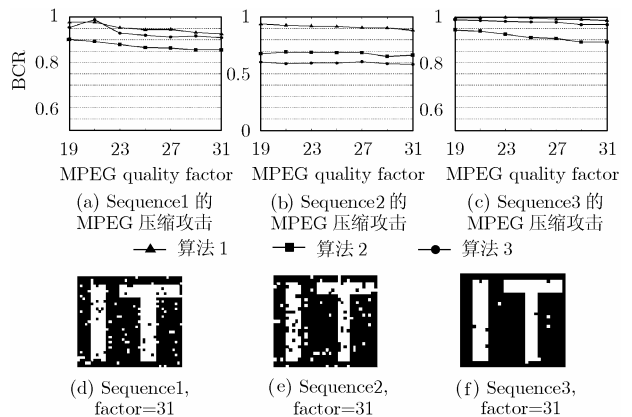 BCR
1
0.8
0.6
19 23 27 31
MPEG quality factor
(a) Sequence1 的
MPEG 压缩攻击
1
0.5
0
19 23 27 31
MPEG quality factor
(b) Sequence2 的
MPEG 压缩攻击
1
0.8
0.6
19 23 27 31
MPEG quality factor
(c) Sequence3 的
MPEG 压缩攻击
算法 1 算法 2 算法 3
IT
IT
IT
(d) Sequence1,
factor=31
(e) Sequence2,
factor=31
(f) Sequence3,
factor=31